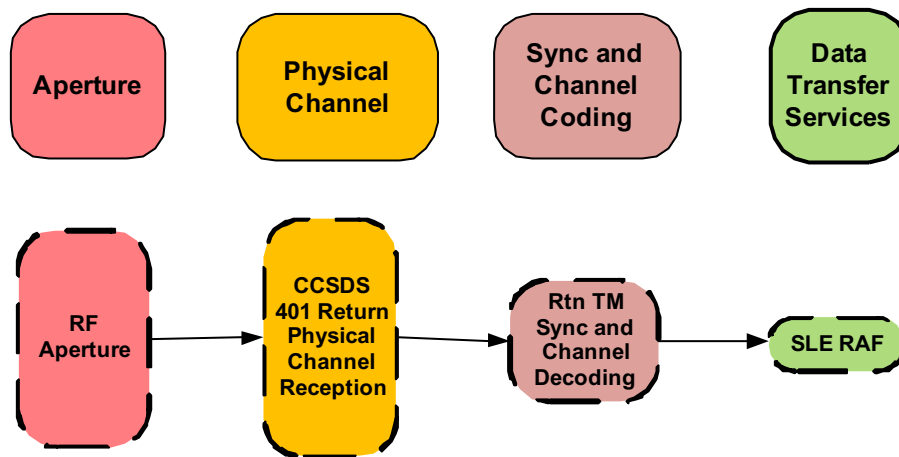 Aperture
Physical
Channel
Sync and
Channel
Coding
Data
Transfer
Services
RF
Aperture
CCSDS
401 Return
Physical
Channel
Reception
Rtn TM
Sync and
Channel
Decoding
SLE RAF